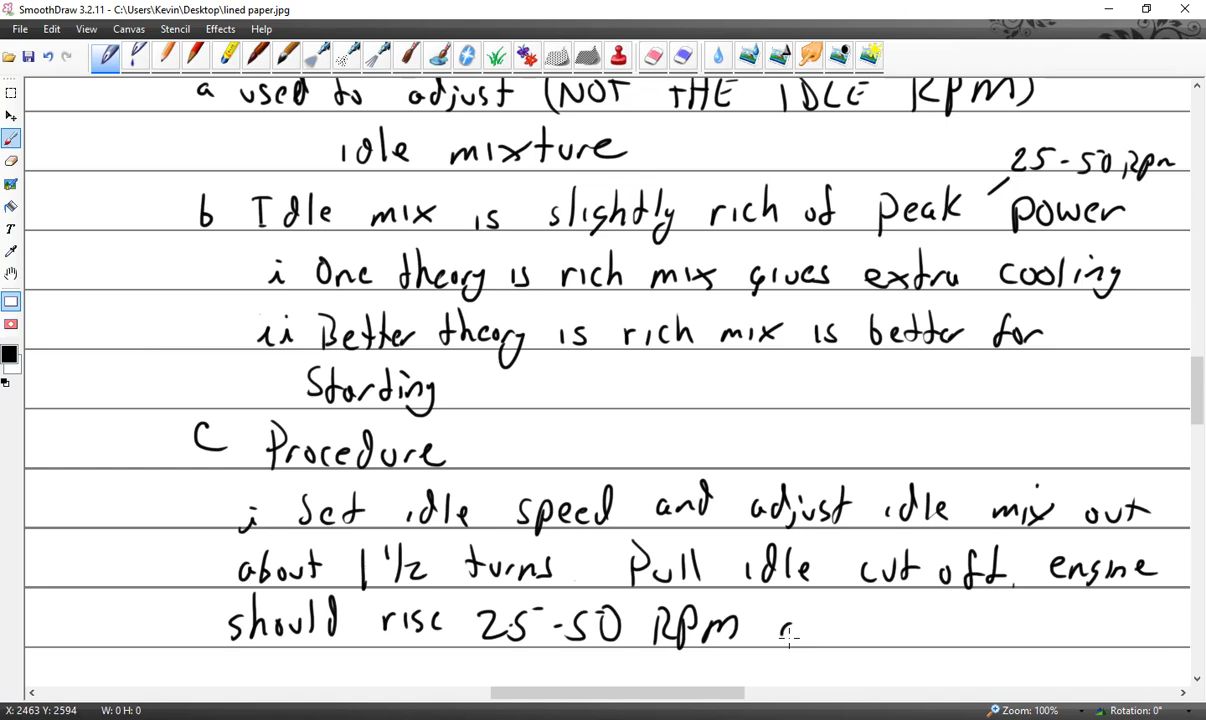 SmoothDraw 3.2.11 - C:\Users\Kevin\Desktop\lined paper.jpg
File Edit View Canvas Stencil Effects Help
a used to adjust (NOT THE IDLE RPM)
idle mixture
25-50 Rpm
b Idle mix is slightly rich of peak power
i One theory is rich mix gives extra cooling
ii Better theory is rich mix is better for
Starting
C Procedure
i Set idle speed and adjust idle mix out
about 1 1/2 turns Pull idle cut off, engine
should rise 25-50 RPM
X: 2463 Y: 2594 W: 0 H: 0 Zoom: 100% Rotation: 0°